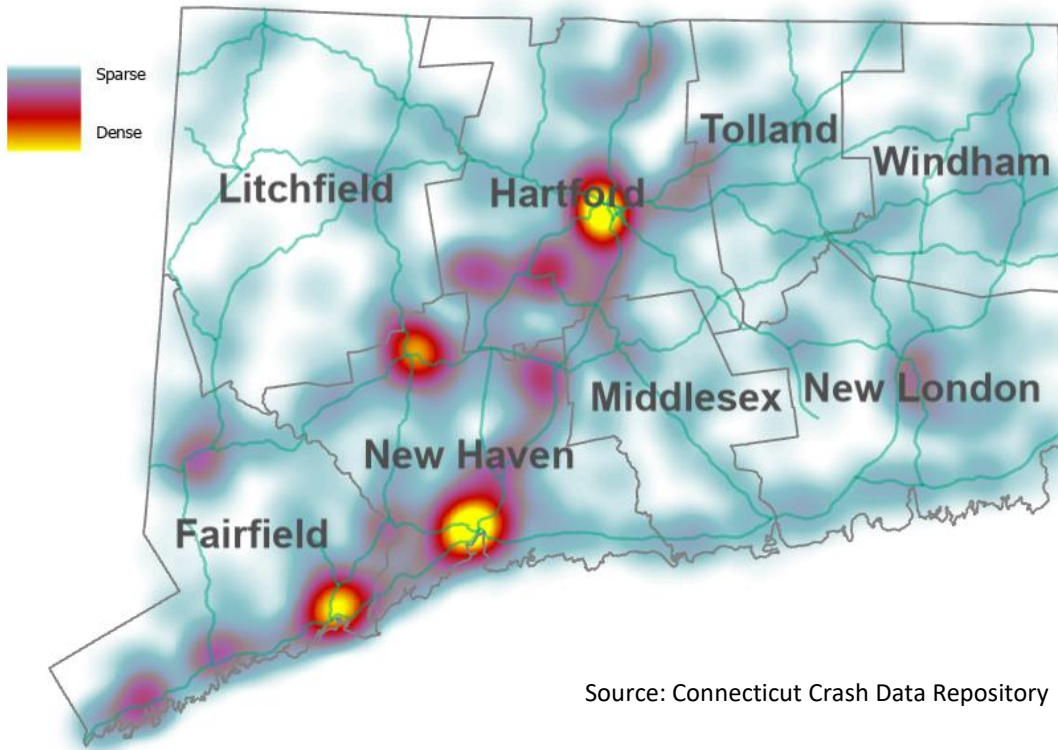 Sparse
Dense
Tolland
Windham
Litchfield
Hartford
Middlesex
New London
New Haven
Fairfield
Source: Connecticut Crash Data Repository